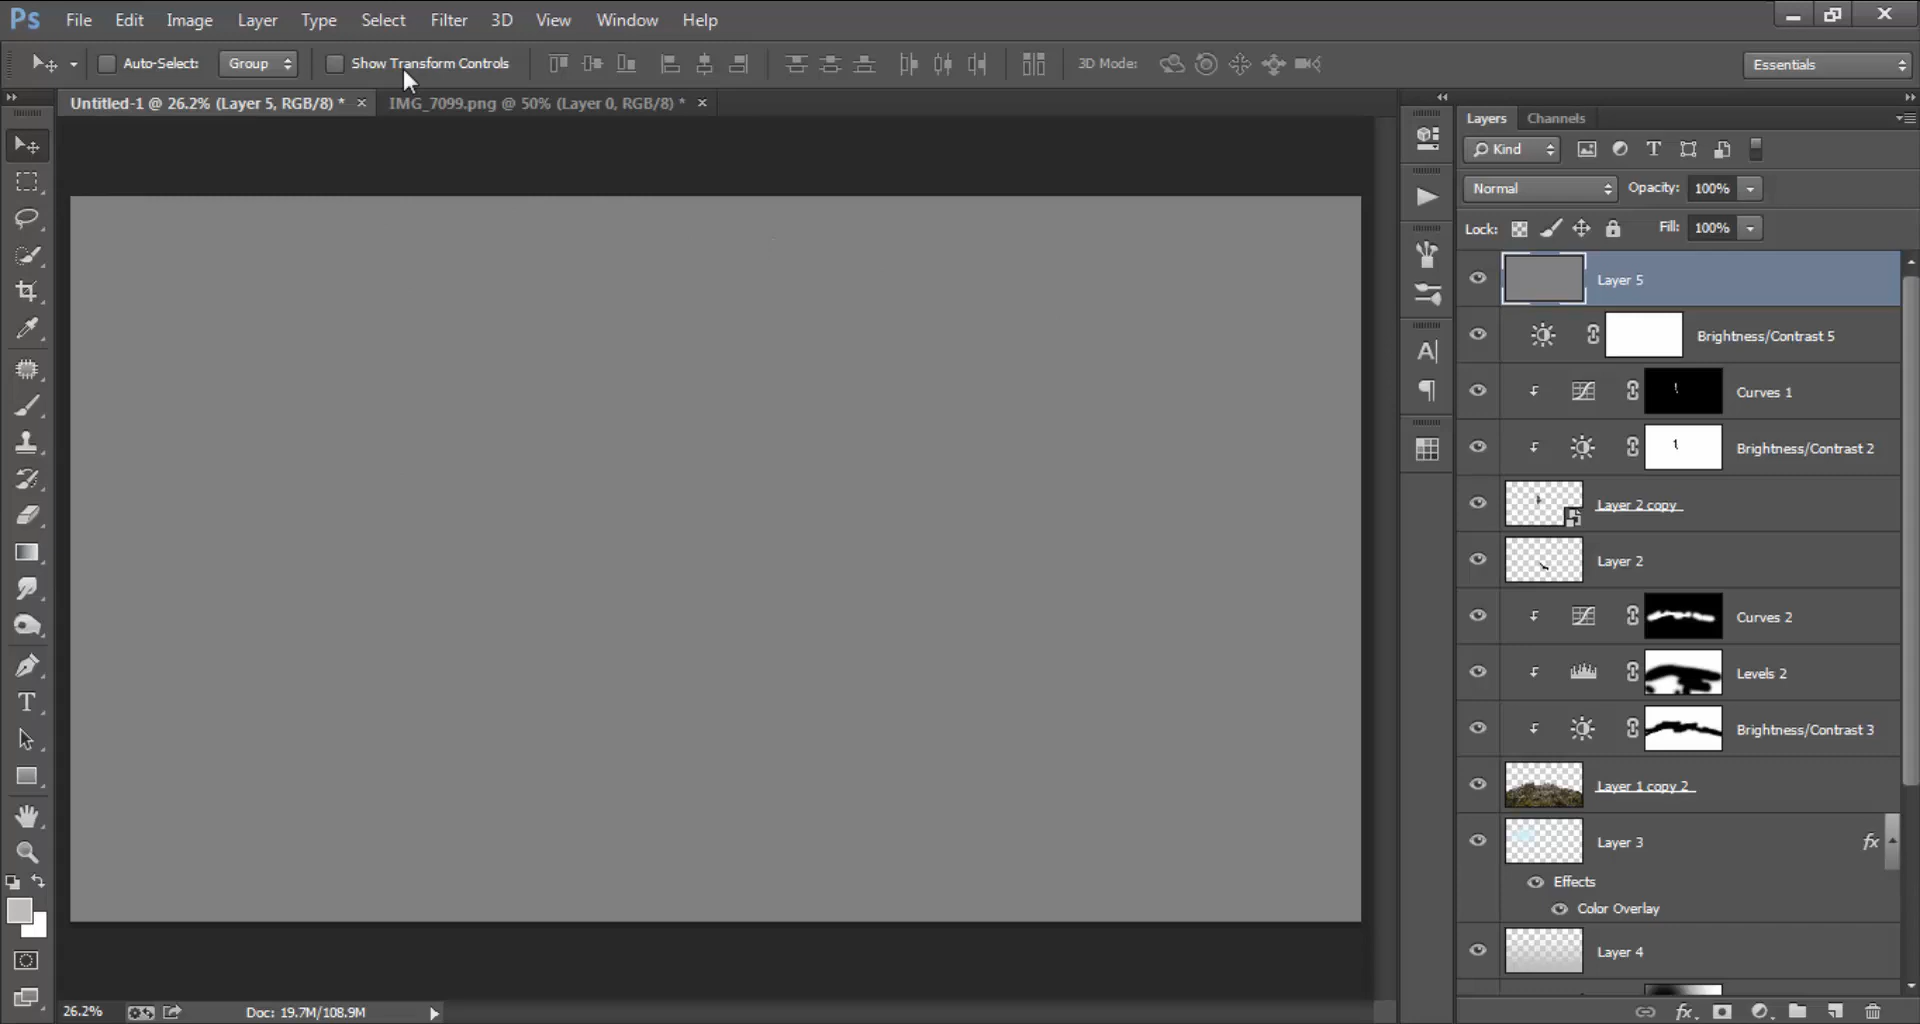 Ps File Edit Image Layer Type Select Filter 3D View Window Help
Auto-Select: Group Show Transform Controls 3D Mode: Essentials
Untitled-1 @ 26.2% (Layer 5, RGB/8) * × IMG_7099.png @ 50% (Layer 0, RGB/8) * ×
Layers Channels
Kind
Normal Opacity: 100%
Lock: Fill: 100%
Layer 5
Brightness/Contrast 5
Curves 1
Brightness/Contrast 2
Layer 2 copy
Layer 2
Curves 2
Levels 2
Brightness/Contrast 3
Layer 1 copy 2
Layer 3 fx
Effects
Color Overlay
Layer 4
26.2% Doc: 19.7M/108.9M fx